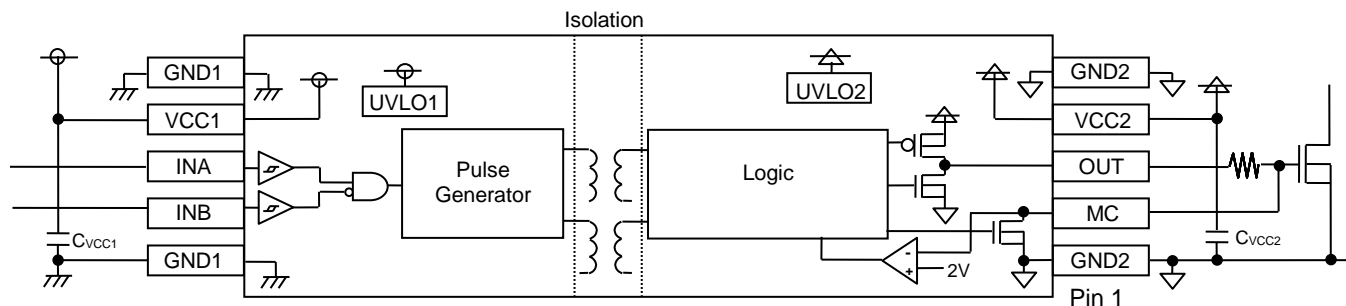 Isolation
GND1
VCC1
INA
INB
GND1
CVCC1
UVLO1
Pulse
Generator
UVLO2
Logic
-
+
2V
GND2
VCC2
OUT
MC
GND2
CVCC2
Pin 1